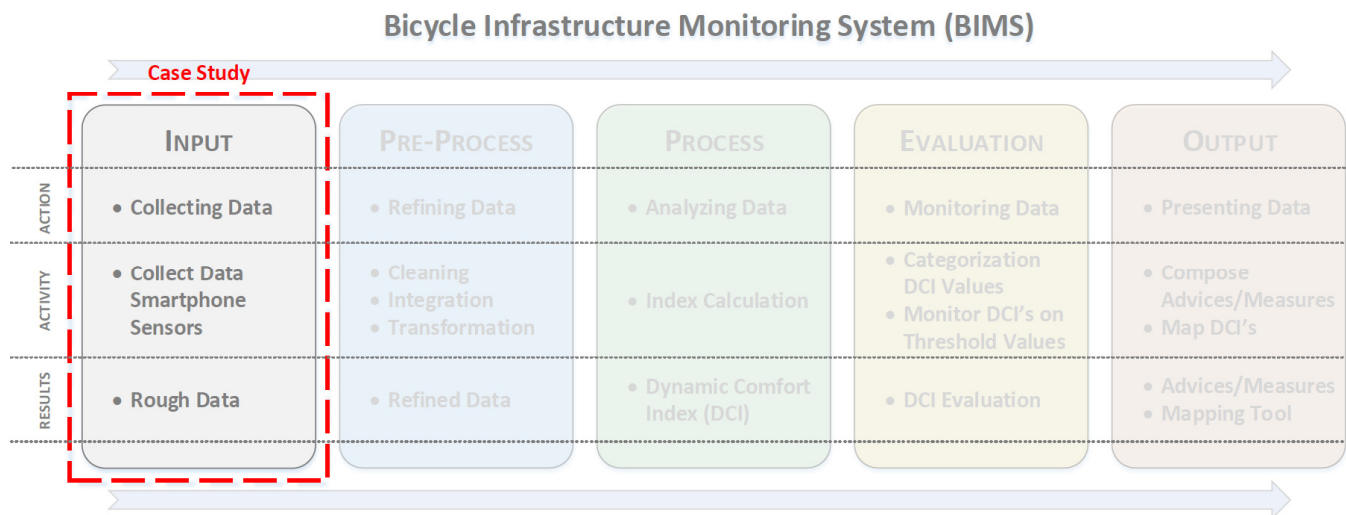 Bicycle Infrastructure Monitoring System (BIMS)
Case Study
INPUT
PRE-PROCESS
PROCESS
EVALUATION
OUTPUT
ACTION
• Collecting Data
• Refining Data
• Analyzing Data
• Monitoring Data
• Presenting Data
ACTIVITY
• Collect Data
Smartphone
Sensors
• Cleaning
• Integration
• Transformation
• Index Calculation
• Categorization
DCI Values
• Monitor DCI's on
Threshold Values
• Compose
Advices/Measures
• Map DCI's
RESULTS
• Rough Data
• Refined Data
• Dynamic Comfort
Index (DCI)
• DCI Evaluation
• Advices/Measures
• Mapping Tool